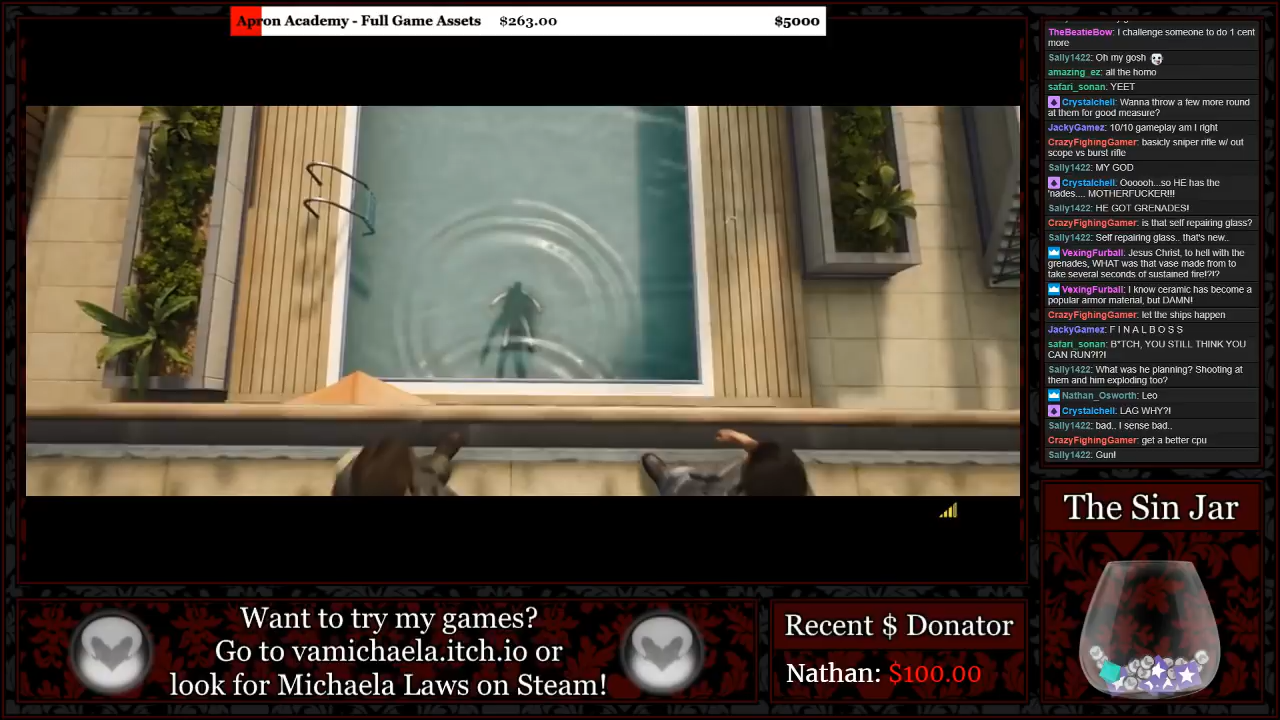 Apron Academy - Full Game Assets $263.00 $5000
TheBeatieBow: I challenge someone to do 1 cent
more
Sally1422: Oh my gosh
amazing_ez: all the homo
safari_sonan: YEET
Crystalchell: Wanna throw a few more round
at them for good measure?
JackyGamez: 10/10 gameplay am I right
CrazyFighingGamer: basicly sniper rifle w/ out
scope vs burst rifle
Sally1422: MY GOD
Crystalchell: Oooooh...so HE has the
'nades.... MOTHERFUCKER!!!
Sally1422: HE GOT GRENADES!
CrazyFighingGamer: is that self repairing glass?
Sally1422: Self repairing glass.. that's new..
VexingFurball: Jesus Christ, to hell with the
grenades, WHAT was that vase made from to
take several seconds of sustained fire!?!?
VexingFurball: I know ceramic has become a
popular armor material, but DAMN!
CrazyFighingGamer: let the ships happen
JackyGamez: F I N A L B O S S
safari_sonan: B*TCH, YOU STILL THINK YOU
CAN RUN?!?!
Sally1422: What was he planning? Shooting at
them and him exploding too?
Nathan_Osworth: Leo
Crystalchell: LAG WHY?!
Sally1422: bad.. I sense bad..
CrazyFighingGamer: get a better cpu
Sally1422: Gun!
The Sin Jar
Want to try my games?
Go to vamichaela.itch.io or
look for Michaela Laws on Steam!
Recent $ Donator
Nathan: $100.00